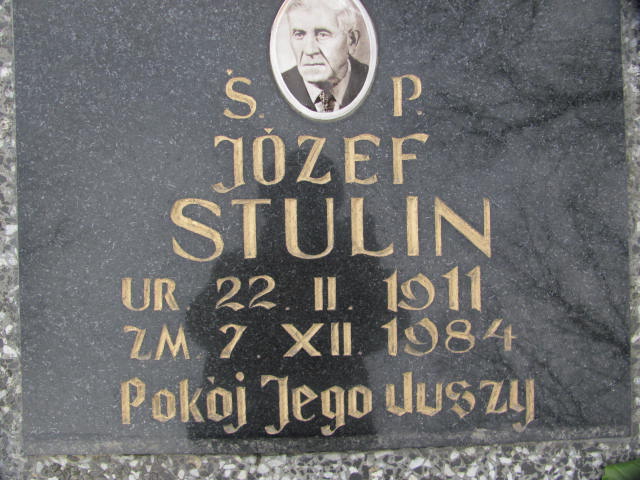 Ś. P.
JÓZEF
STULIN
UR 22. II. 1911
ZM 7. XII. 1984
Pokój Jego duszy